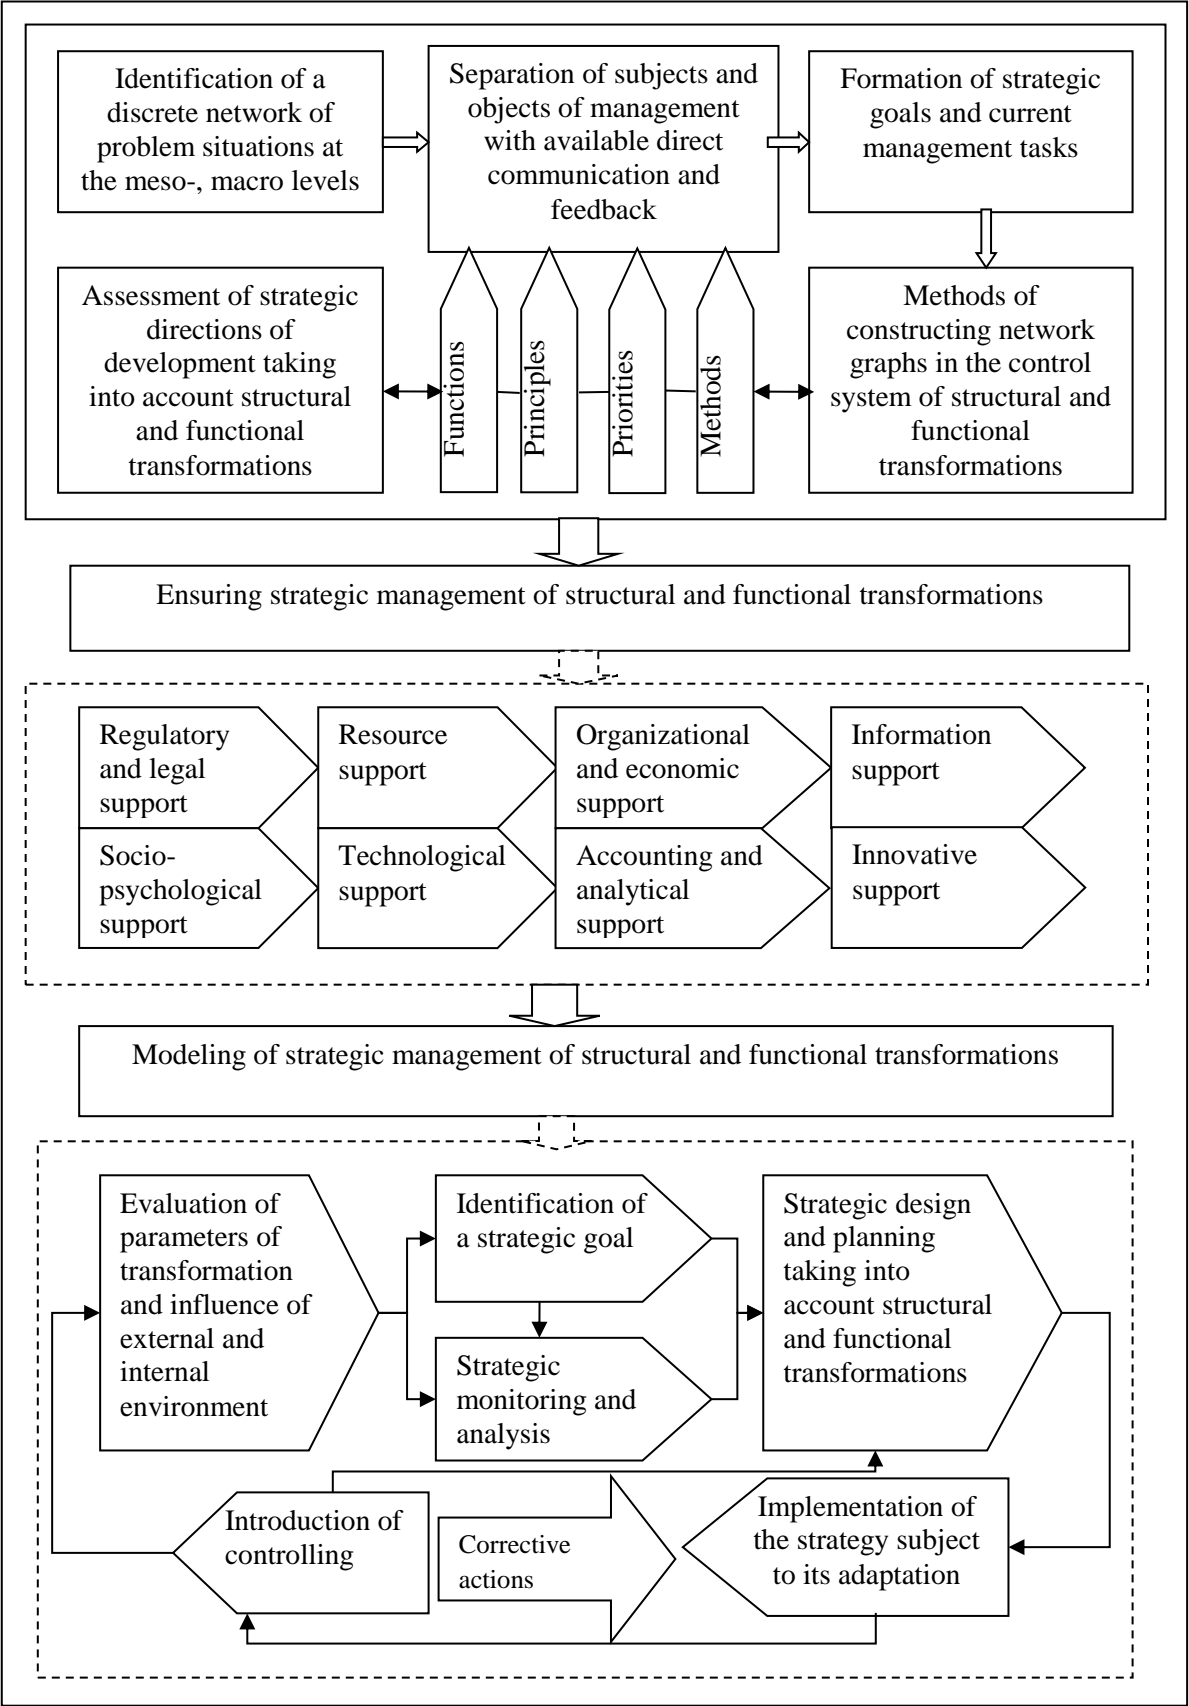 Identification of a
discrete network of
problem situations at
the meso-, macro levels
Separation of subjects and
objects of management
with available direct
communication and
feedback
Formation of strategic
goals and current
management tasks
Assessment of strategic
directions of
development taking
into account structural
and functional
transformations
Functions
Principles
Priorities
Methods
Methods of
constructing network
graphs in the control
system of structural and
functional
transformations
Ensuring strategic management of structural and functional transformations
Regulatory
and legal
support
Resource
support
Organizational
and economic
support
Information
support
Socio-
psychological
support
Technological
support
Accounting and
analytical
support
Innovative
support
Modeling of strategic management of structural and functional transformations
Evaluation of
parameters of
transformation
and influence of
external and
internal
environment
Identification of
a strategic goal
Strategic
monitoring and
analysis
Strategic design
and planning
taking into
account structural
and functional
transformations
Introduction of
controlling
Corrective
actions
Implementation of
the strategy subject
to its adaptation